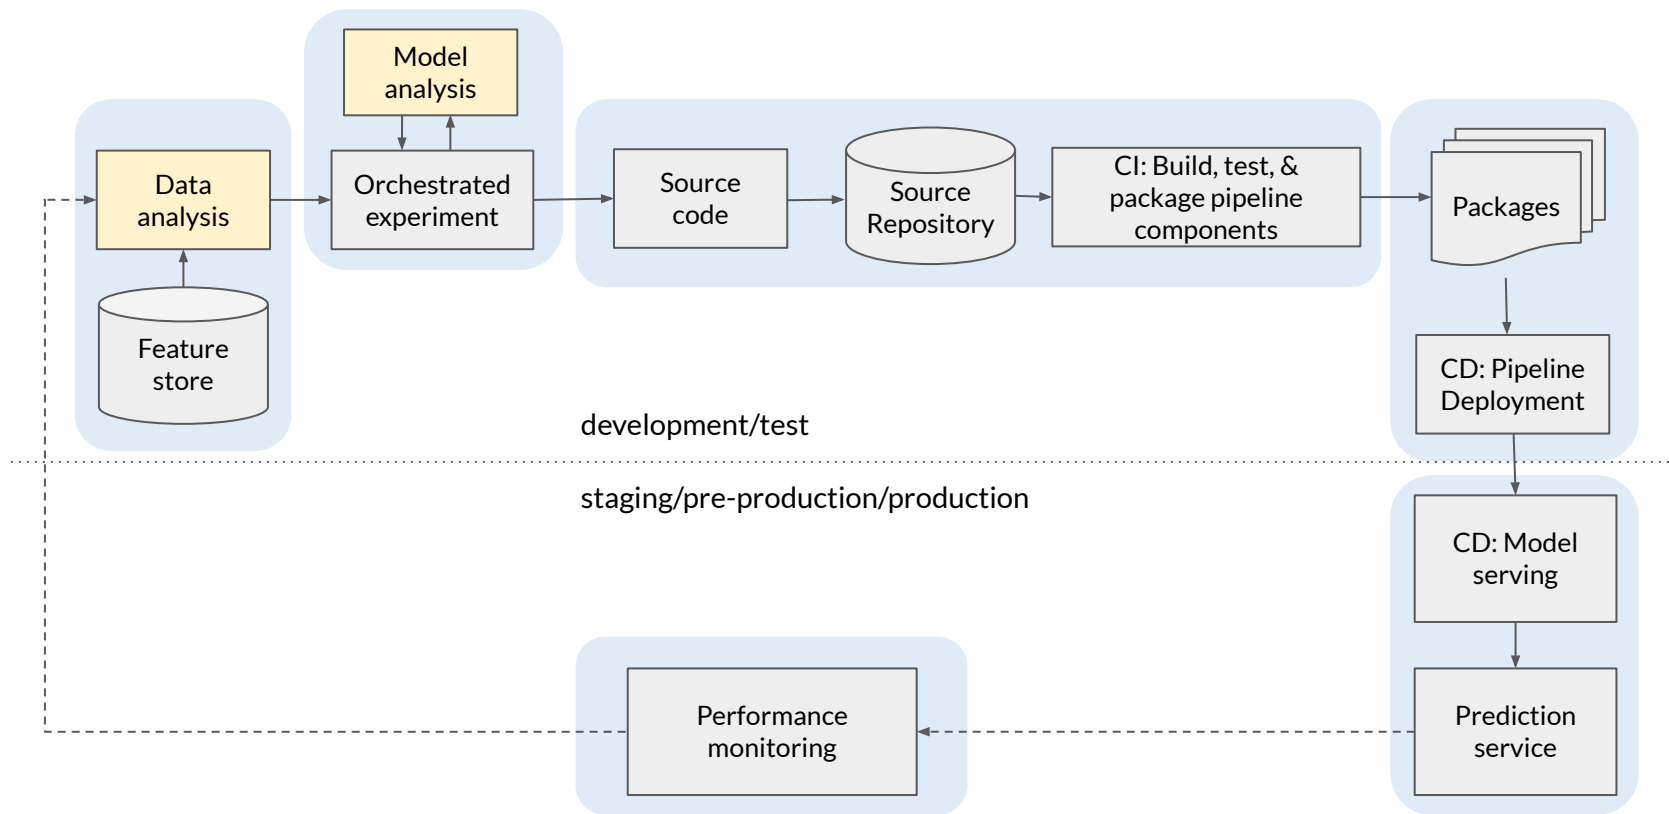 Model
analysis
Data
analysis
Orchestrated
experiment
Source
code
Source
Repository
CI: Build, test, &
package pipeline
components
Packages
Feature
store
CD: Pipeline
Deployment
development/test
staging/pre-production/production
CD: Model
serving
Performance
monitoring
Prediction
service